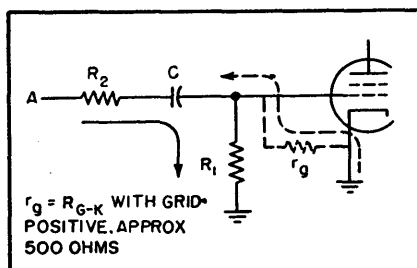 R2
C
A
R1
rg
rg = RG-K WITH GRID
POSITIVE, APPROX
500 OHMS